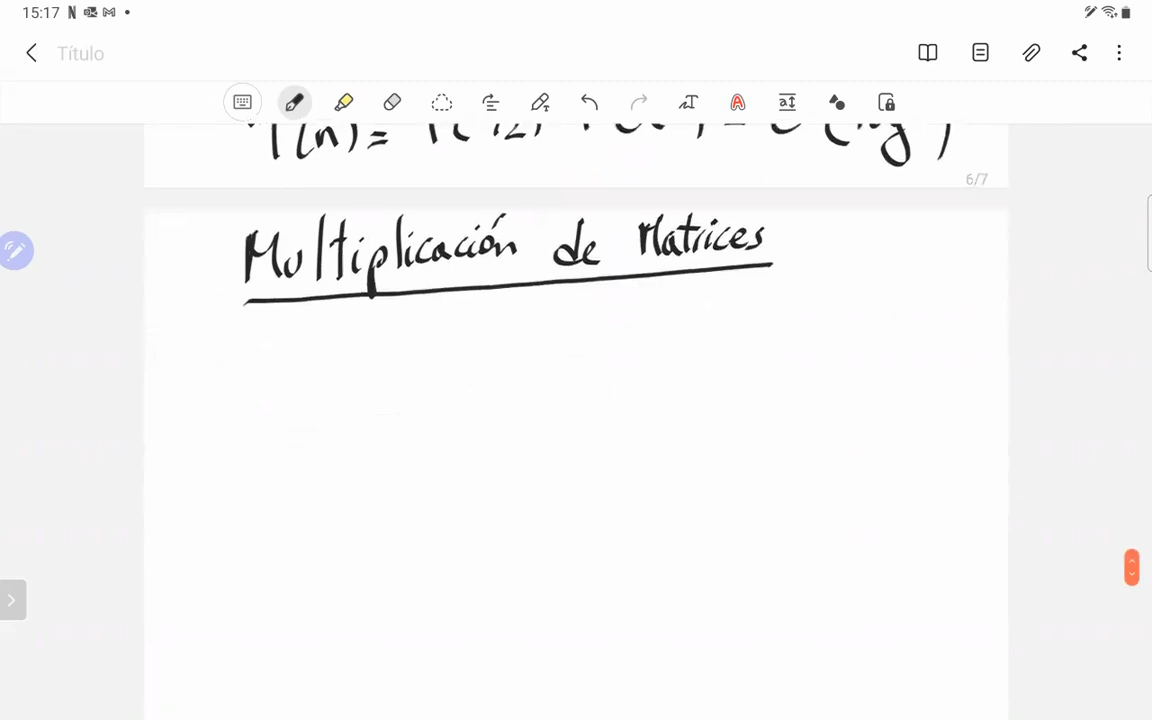 15:17 N
Título
T(n) =
6/7
Multiplicación de Matrices